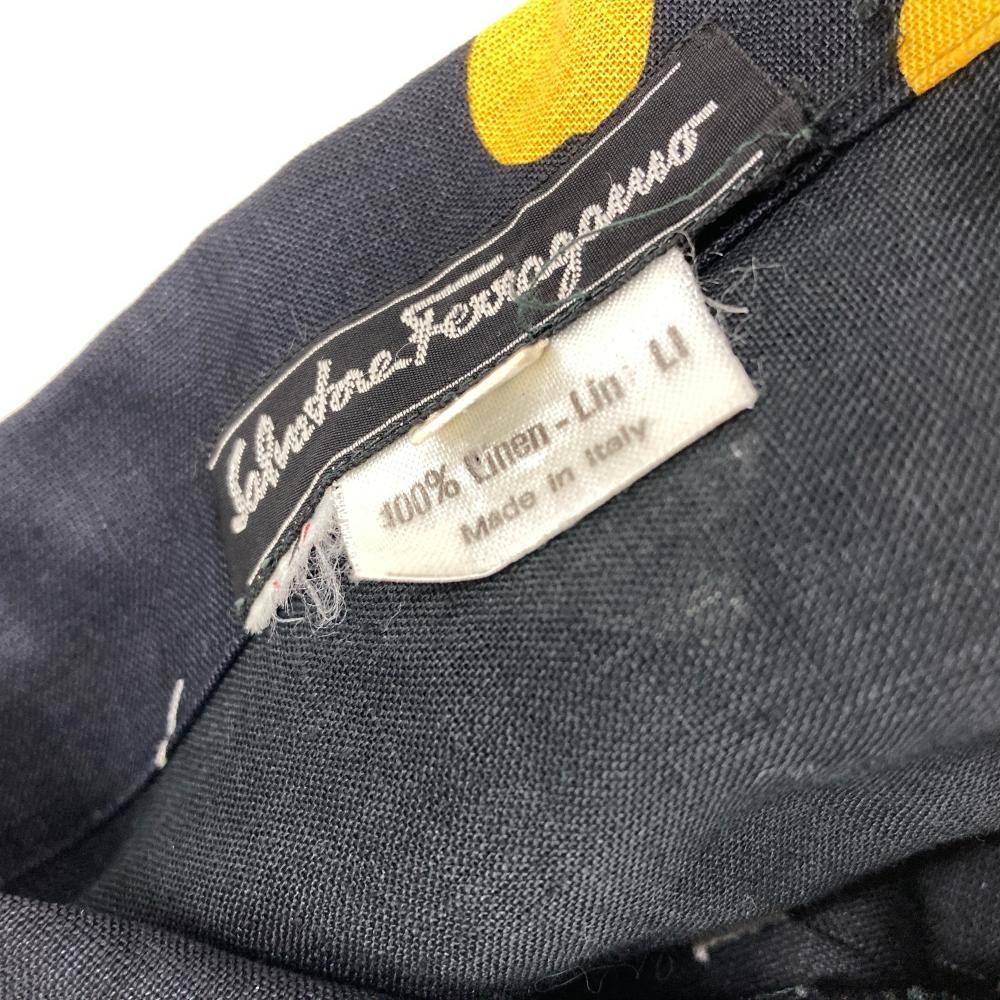 Salvatore Ferragamo
100% Linen - Lin LI
Made in Italy